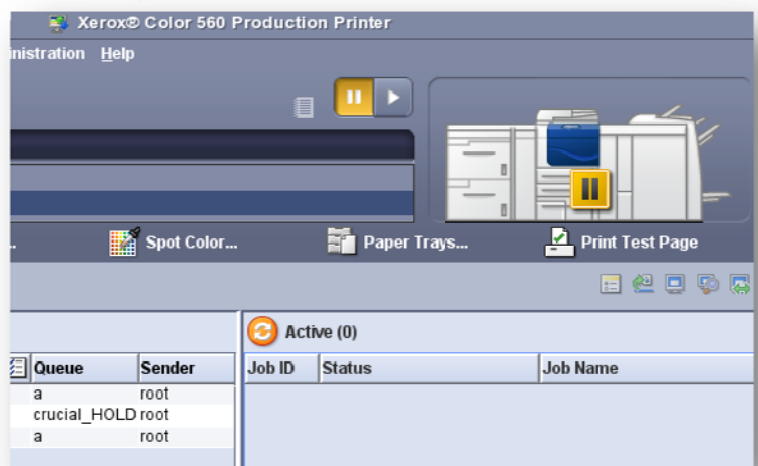 Xerox® Color 560 Production Printer
inistration Help
... Spot Color... Paper Trays... Print Test Page
Active (0)
Queue Sender Job ID Status Job Name
a root
crucial_HOLD root
a root